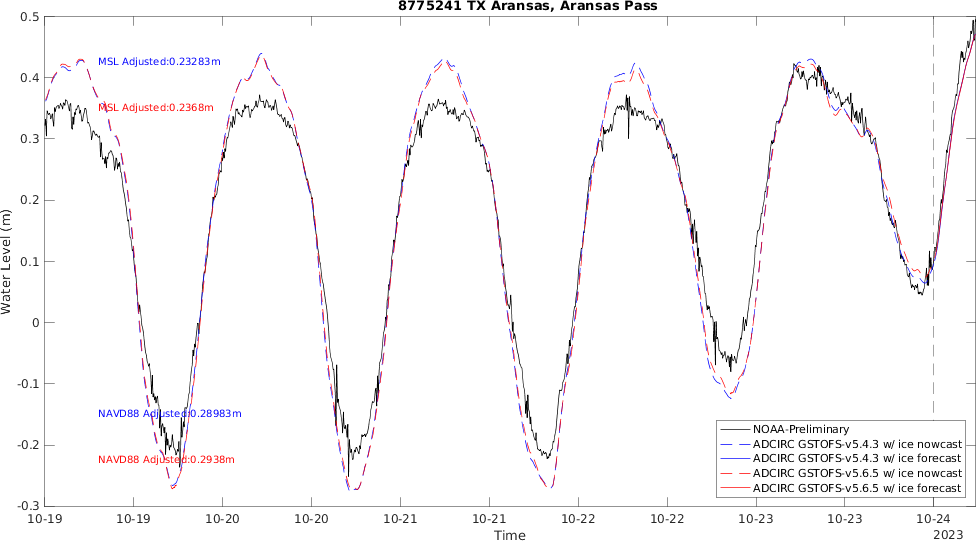 8775241 TX Aransas, Aransas Pass
0.5
0.4
0.3
0.2
0.1
0
-0.1
-0.2
-0.3
Water Level (m)
MSL Adjusted:0.23283m
MSL Adjusted:0.2368m
NAVD88 Adjusted:0.28983m
NAVD88 Adjusted:0.2938m
NOAA-Preliminary
ADCIRC GSTOFS-v5.4.3 w/ ice nowcast
ADCIRC GSTOFS-v5.4.3 w/ ice forecast
ADCIRC GSTOFS-v5.6.5 w/ ice nowcast
ADCIRC GSTOFS-v5.6.5 w/ ice forecast
10-19 10-19 10-20 10-20 10-21 10-21 10-22 10-22 10-23 10-23 10-24
2023
Time